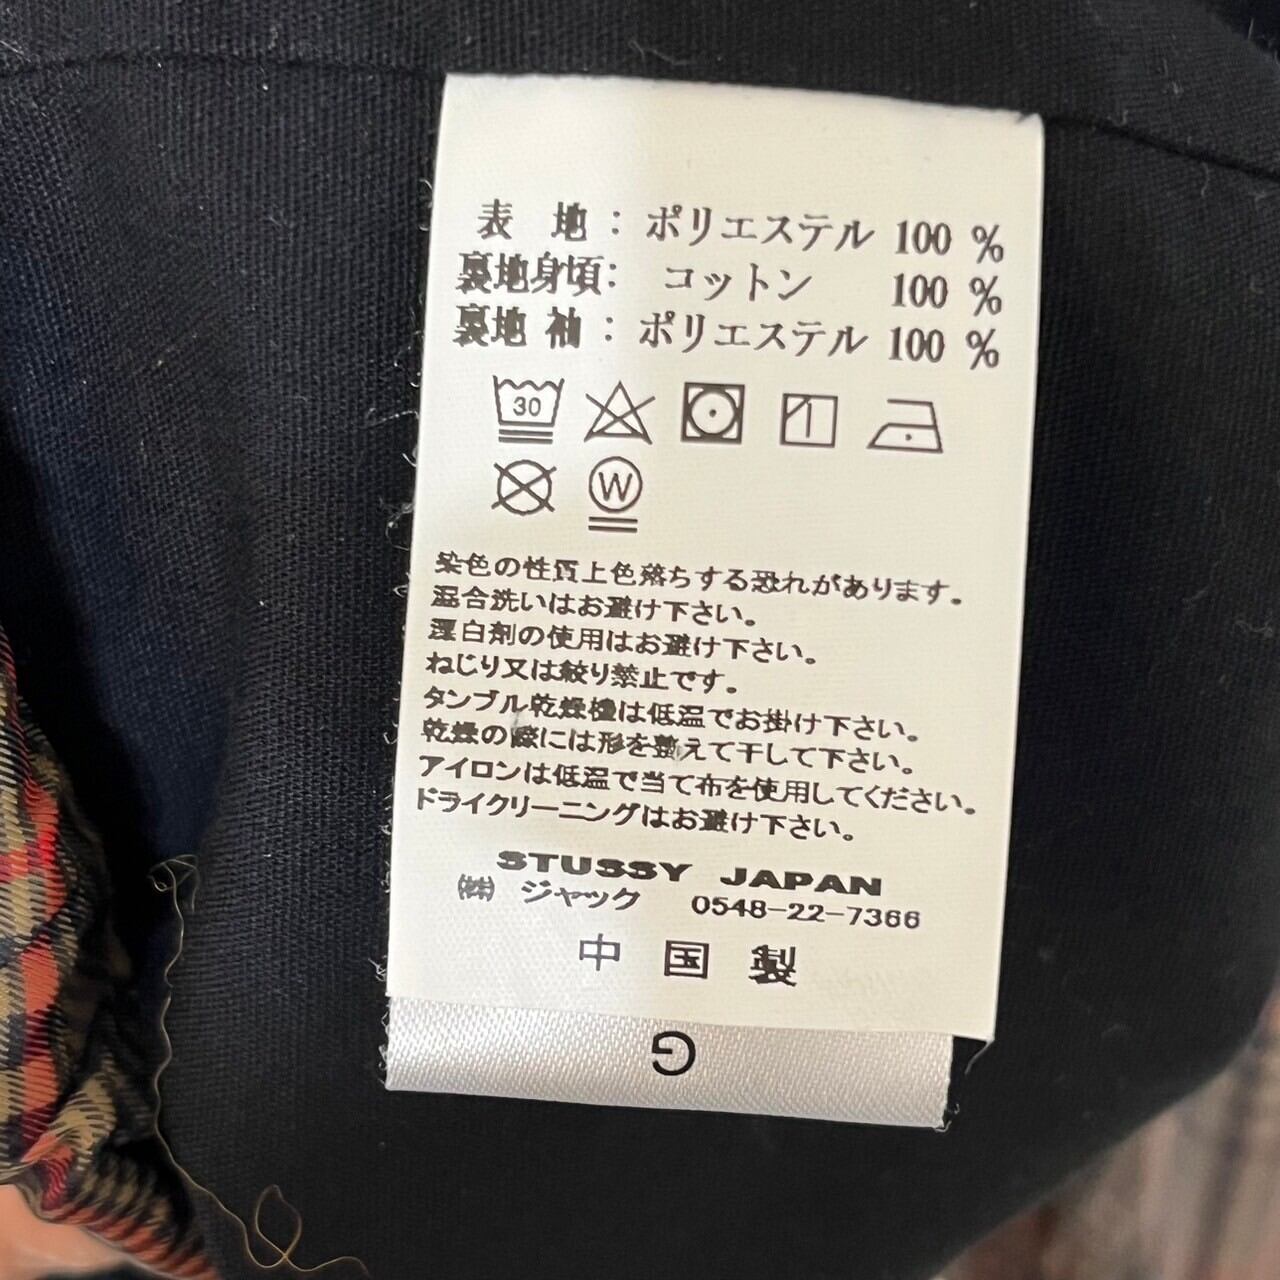 表 地 : ポリエステル 100 %
裏地身頃: コットン 100 %
裏地 袖 : ポリエステル 100 %
30
W
染色の性質上色落ちする恐れがあります。
混合洗いはお避け下さい。
漂白剤の使用はお避け下さい。
ねじり又は絞り禁止です。
タンブル乾燥機は低温でお掛け下さい。
乾燥の際には形を整えて干して下さい。
アイロンは低温で当て布を使用してください。
ドライクリーニングはお避け下さい。
STUSSY JAPAN
㈱ ジャック 0548-22-7366
中 国 製
G